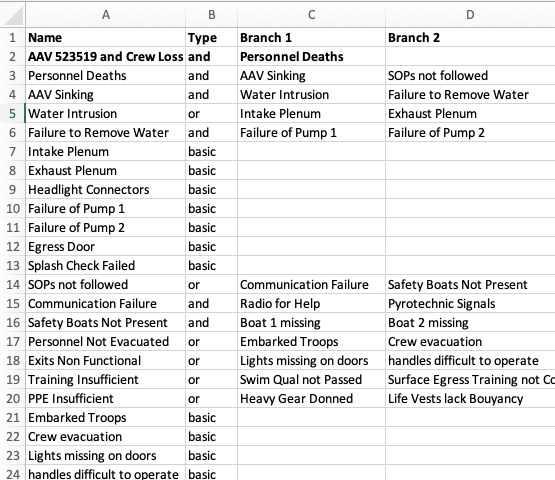 A B C D
1 Name Type Branch 1 Branch 2
2 AAV 523519 and Crew Loss and Personnel Deaths
3 Personnel Deaths and AAV Sinking SOPs not followed
4 AAV Sinking and Water Intrusion Failure to Remove Water
5 Water Intrusion or Intake Plenum Exhaust Plenum
6 Failure to Remove Water and Failure of Pump 1 Failure of Pump 2
7 Intake Plenum basic
8 Exhaust Plenum basic
9 Headlight Connectors basic
10 Failure of Pump 1 basic
11 Failure of Pump 2 basic
12 Egress Door basic
13 Splash Check Failed basic
14 SOPs not followed or Communication Failure Safety Boats Not Present
15 Communication Failure and Radio for Help Pyrotechnic Signals
16 Safety Boats Not Present and Boat 1 missing Boat 2 missing
17 Personnel Not Evacuated or Embarked Troops Crew evacuation
18 Exits Non Functional or Lights missing on doors handles difficult to operate
19 Training Insufficient or Swim Qual not Passed Surface Egress Training not Co
20 PPE Insufficient or Heavy Gear Donned Life Vests lack Bouyancy
21 Embarked Troops basic
22 Crew evacuation basic
23 Lights missing on doors basic
24 handles difficult to operate basic